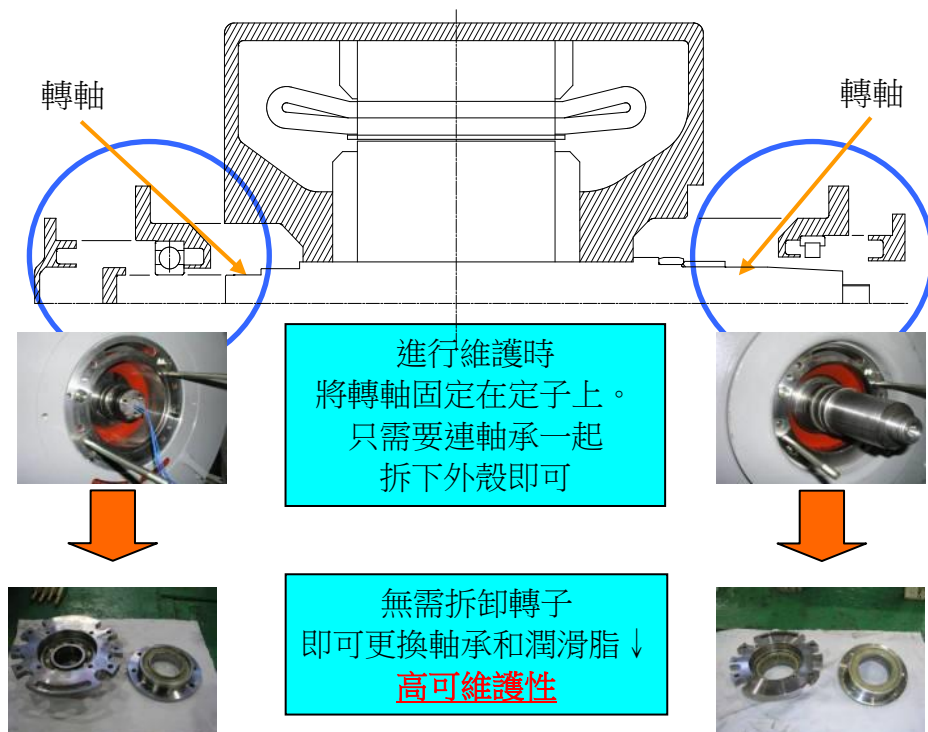 轉軸
轉軸
進行維護時
將轉軸固定在定子上。
只需要連軸承一起
拆下外殼即可
無需拆卸轉子
即可更換軸承和潤滑脂↓
高可維護性